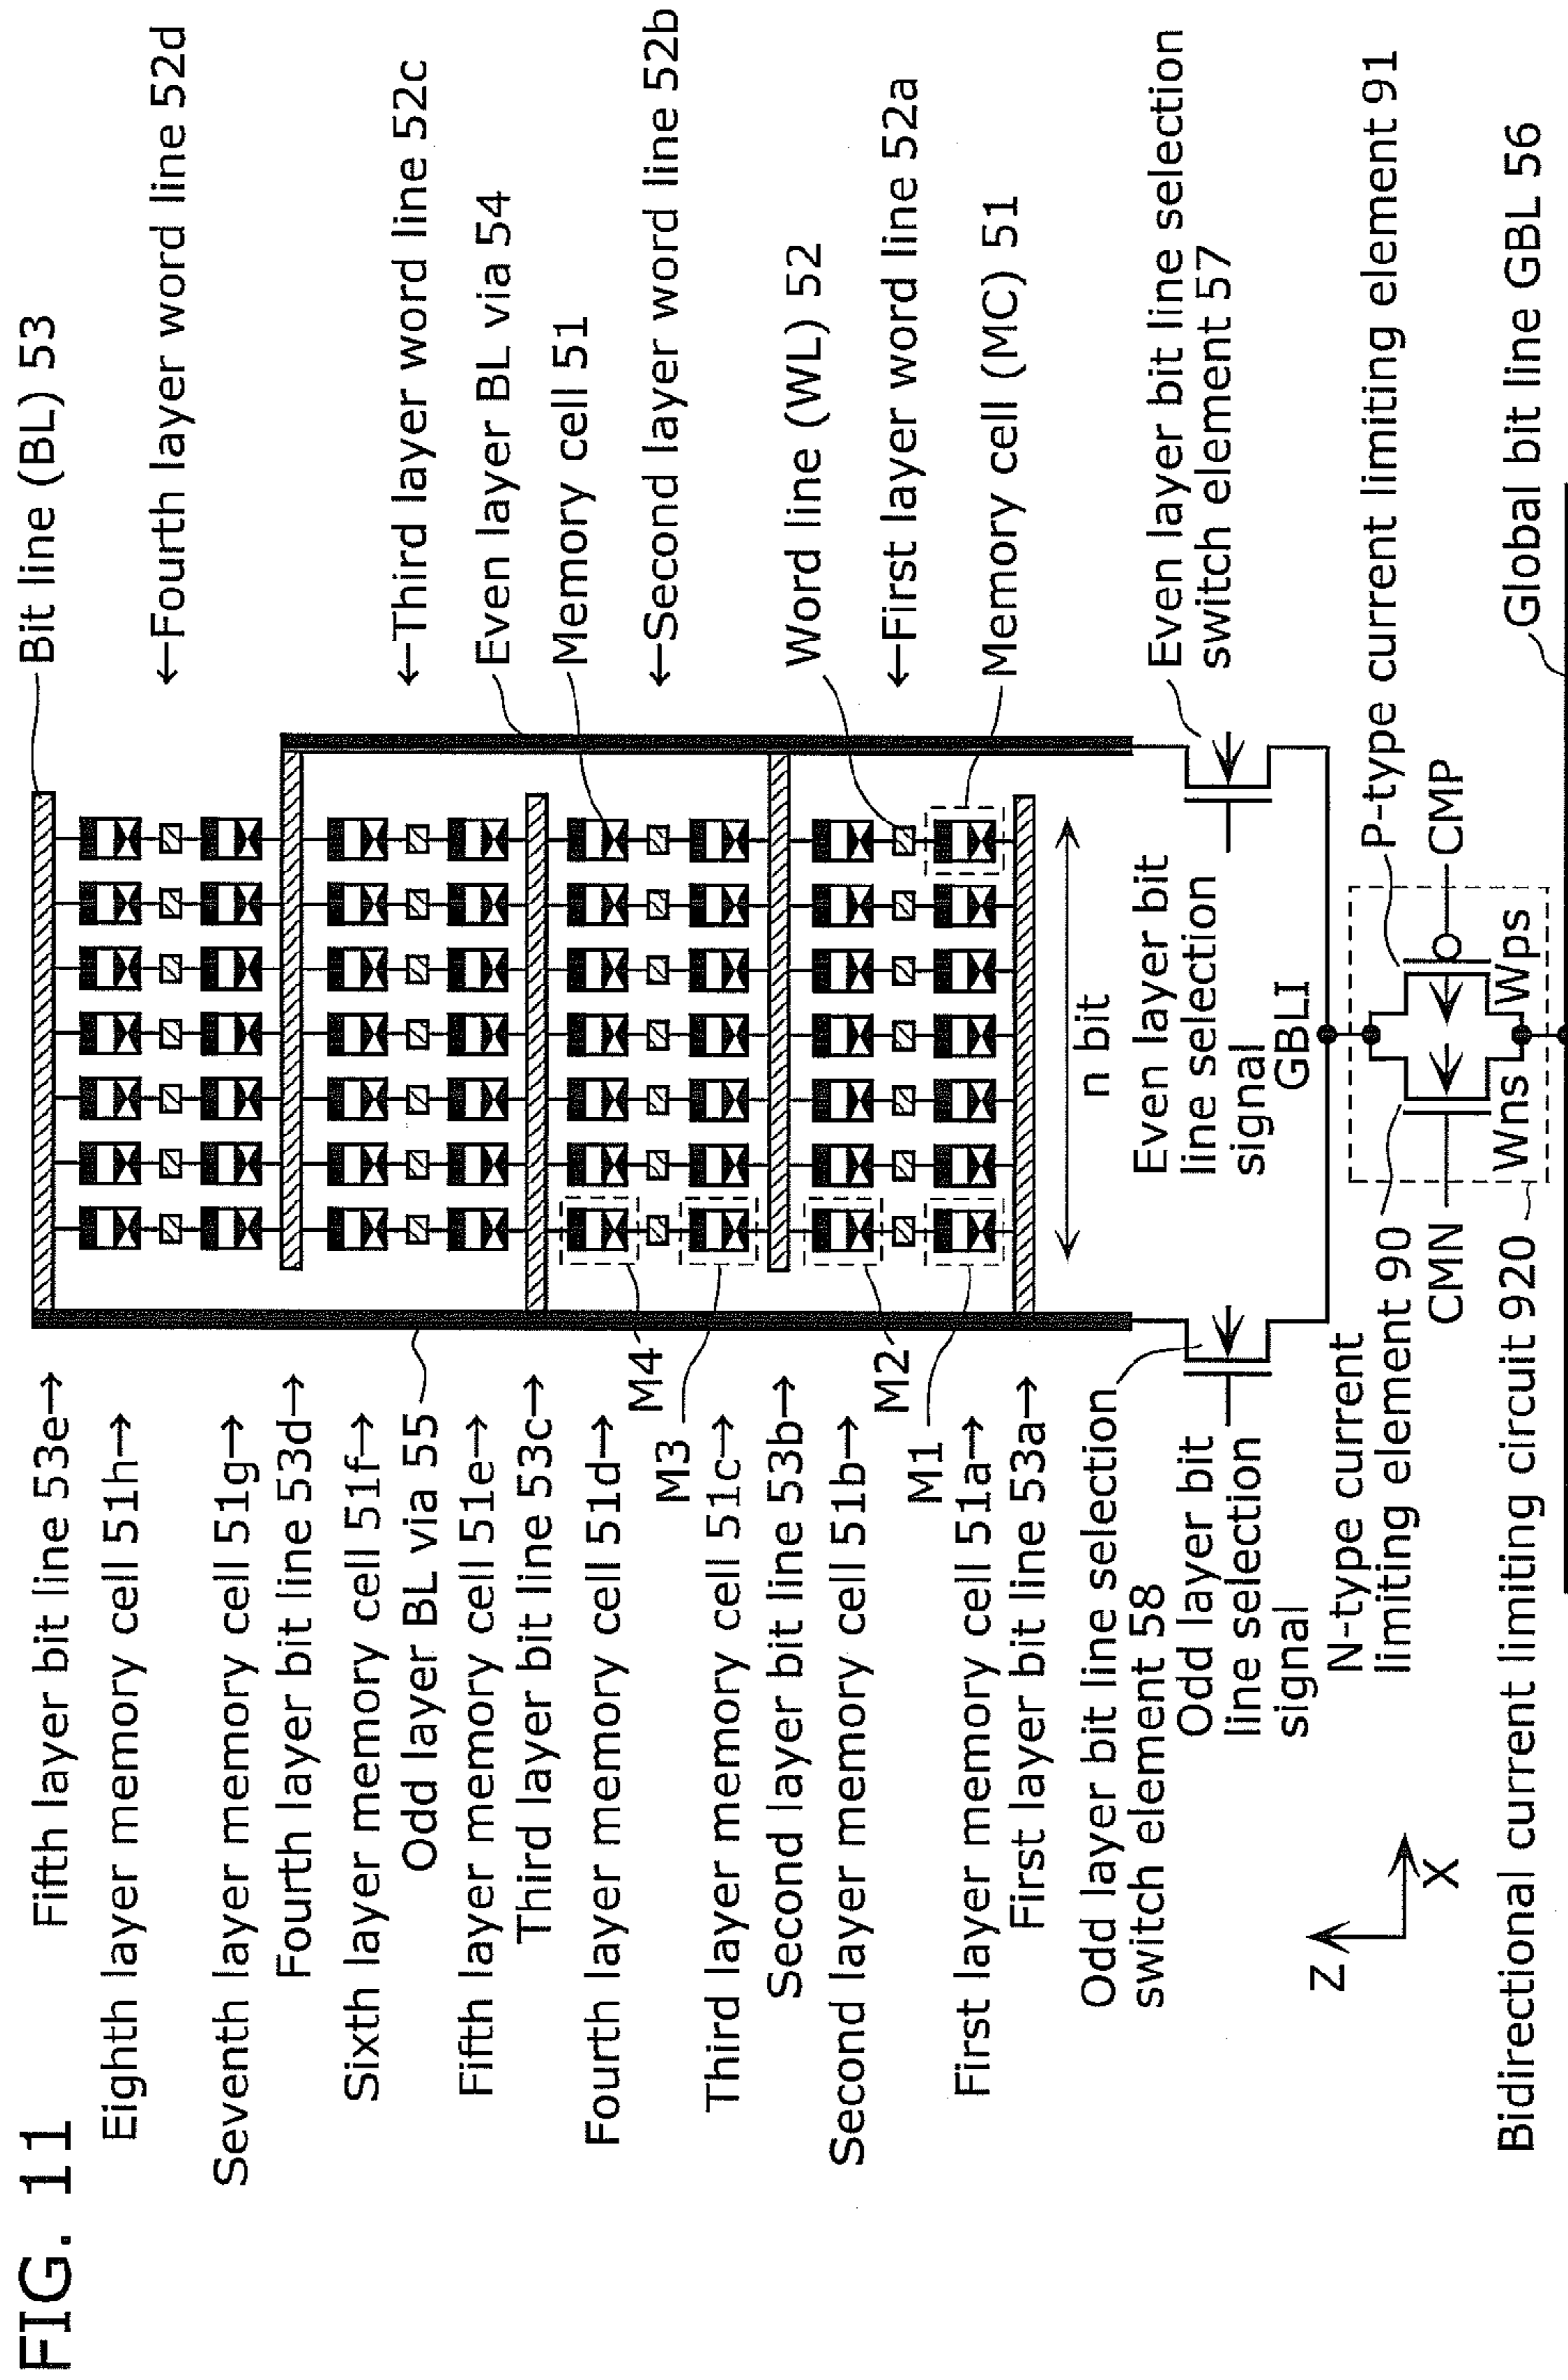 FIG. 11
Fifth layer bit line 53e→
Eighth layer memory cell 51h→
Seventh layer memory cell 51g→
Fourth layer bit line 53d→
Sixth layer memory cell 51f→
Odd layer BL via 55
Fifth layer memory cell 51e→
Third layer bit line 53c→
Fourth layer memory cell 51d→
M4
M3
Third layer memory cell 51c→
Second layer bit line 53b→
Second layer memory cell 51b→
M2
M1
First layer memory cell 51a→
First layer bit line 53a→
Odd layer bit line selection
switch element 58
Odd layer bit
line selection
signal
N-type current
limiting element 90
CMN
Bidirectional current limiting circuit 920
Z
X
n bit
Even layer bit
line selection
signal
GBLI
Wns
Wps
Bit line (BL) 53
←Fourth layer word line 52d
←Third layer word line 52c
Even layer BL via 54
Memory cell 51
←Second layer word line 52b
Word line (WL) 52
←First layer word line 52a
Memory cell (MC) 51
Even layer bit line selection
switch element 57
P-type current limiting element 91
CMP
Global bit line GBL 56